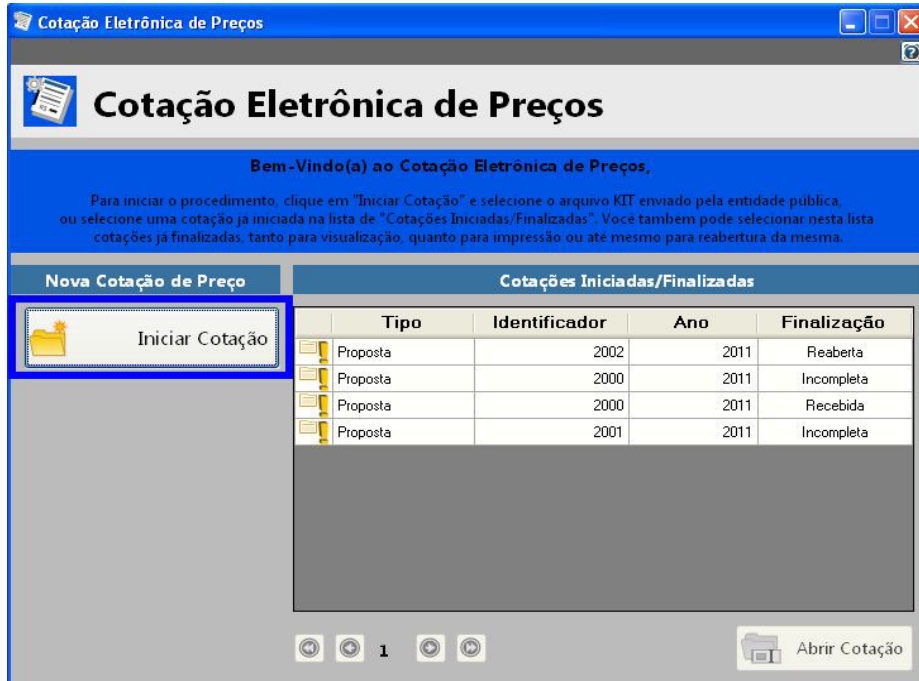 Cotação Eletrônica de Preços
Cotação Eletrônica de Preços
Bem-Vindo(a) ao Cotação Eletrônica de Preços,
Para iniciar o procedimento, clique em "Iniciar Cotação" e selecione o arquivo KIT enviado pela entidade pública,
ou selecione uma cotação já iniciada na lista de "Cotações Iniciadas/Finalizadas". Você também pode selecionar nesta lista
cotações já finalizadas, tanto para visualização, quanto para impressão ou até mesmo para reabertura da mesma.
Nova Cotação de Preço
Cotações Iniciadas/Finalizadas
Iniciar Cotação
Tipo Identificador Ano Finalização
Proposta 2002 2011 Reaberta
Proposta 2000 2011 Incompleta
Proposta 2000 2011 Recebida
Proposta 2001 2011 Incompleta
1
Abrir Cotação